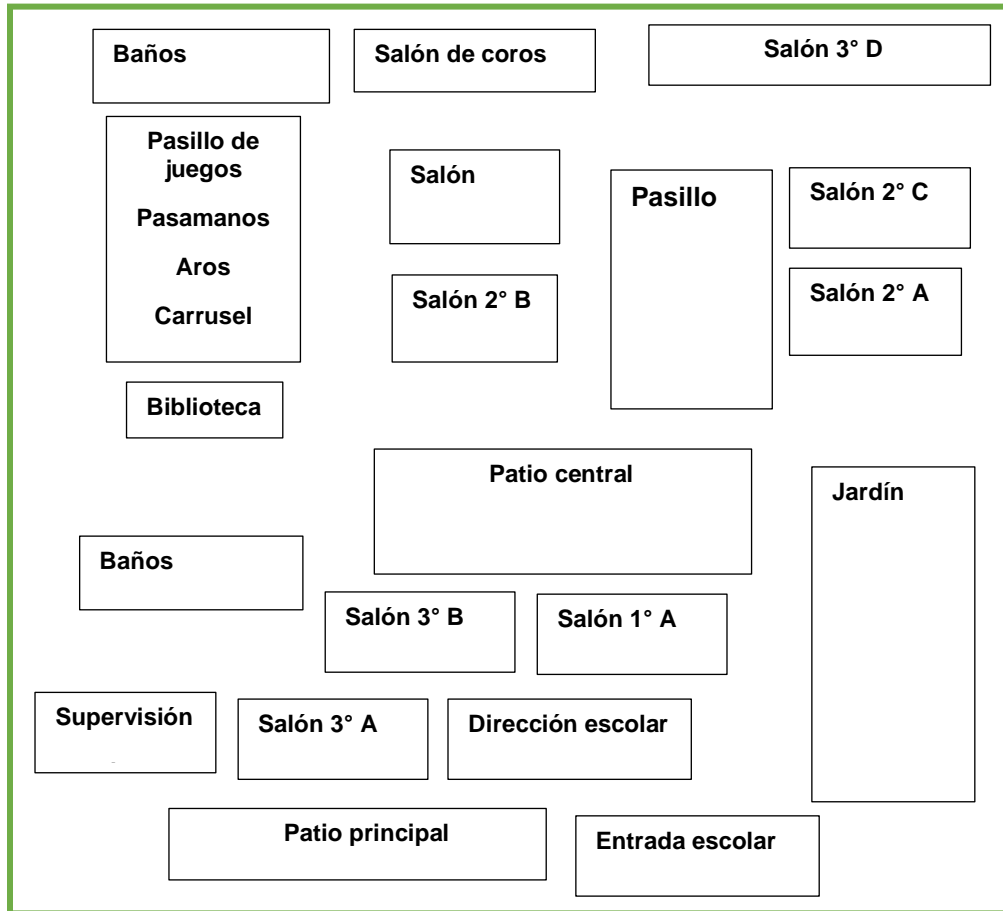 Baños
Salón de coros
Salón 3° D
Pasillo de
juegos
Pasamanos
Aros
Carrusel
Salón
Pasillo
Salón 2° C
Salón 2° B
Salón 2° A
Biblioteca
Patio central
Jardín
Baños
Salón 3° B
Salón 1° A
Supervisión
Salón 3° A
Dirección escolar
Patio principal
Entrada escolar